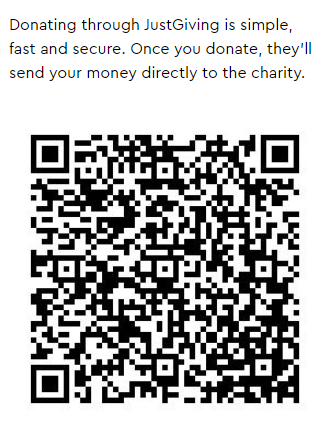 Donating through JustGiving is simple,
fast and secure. Once you donate, they'll
send your money directly to the charity.